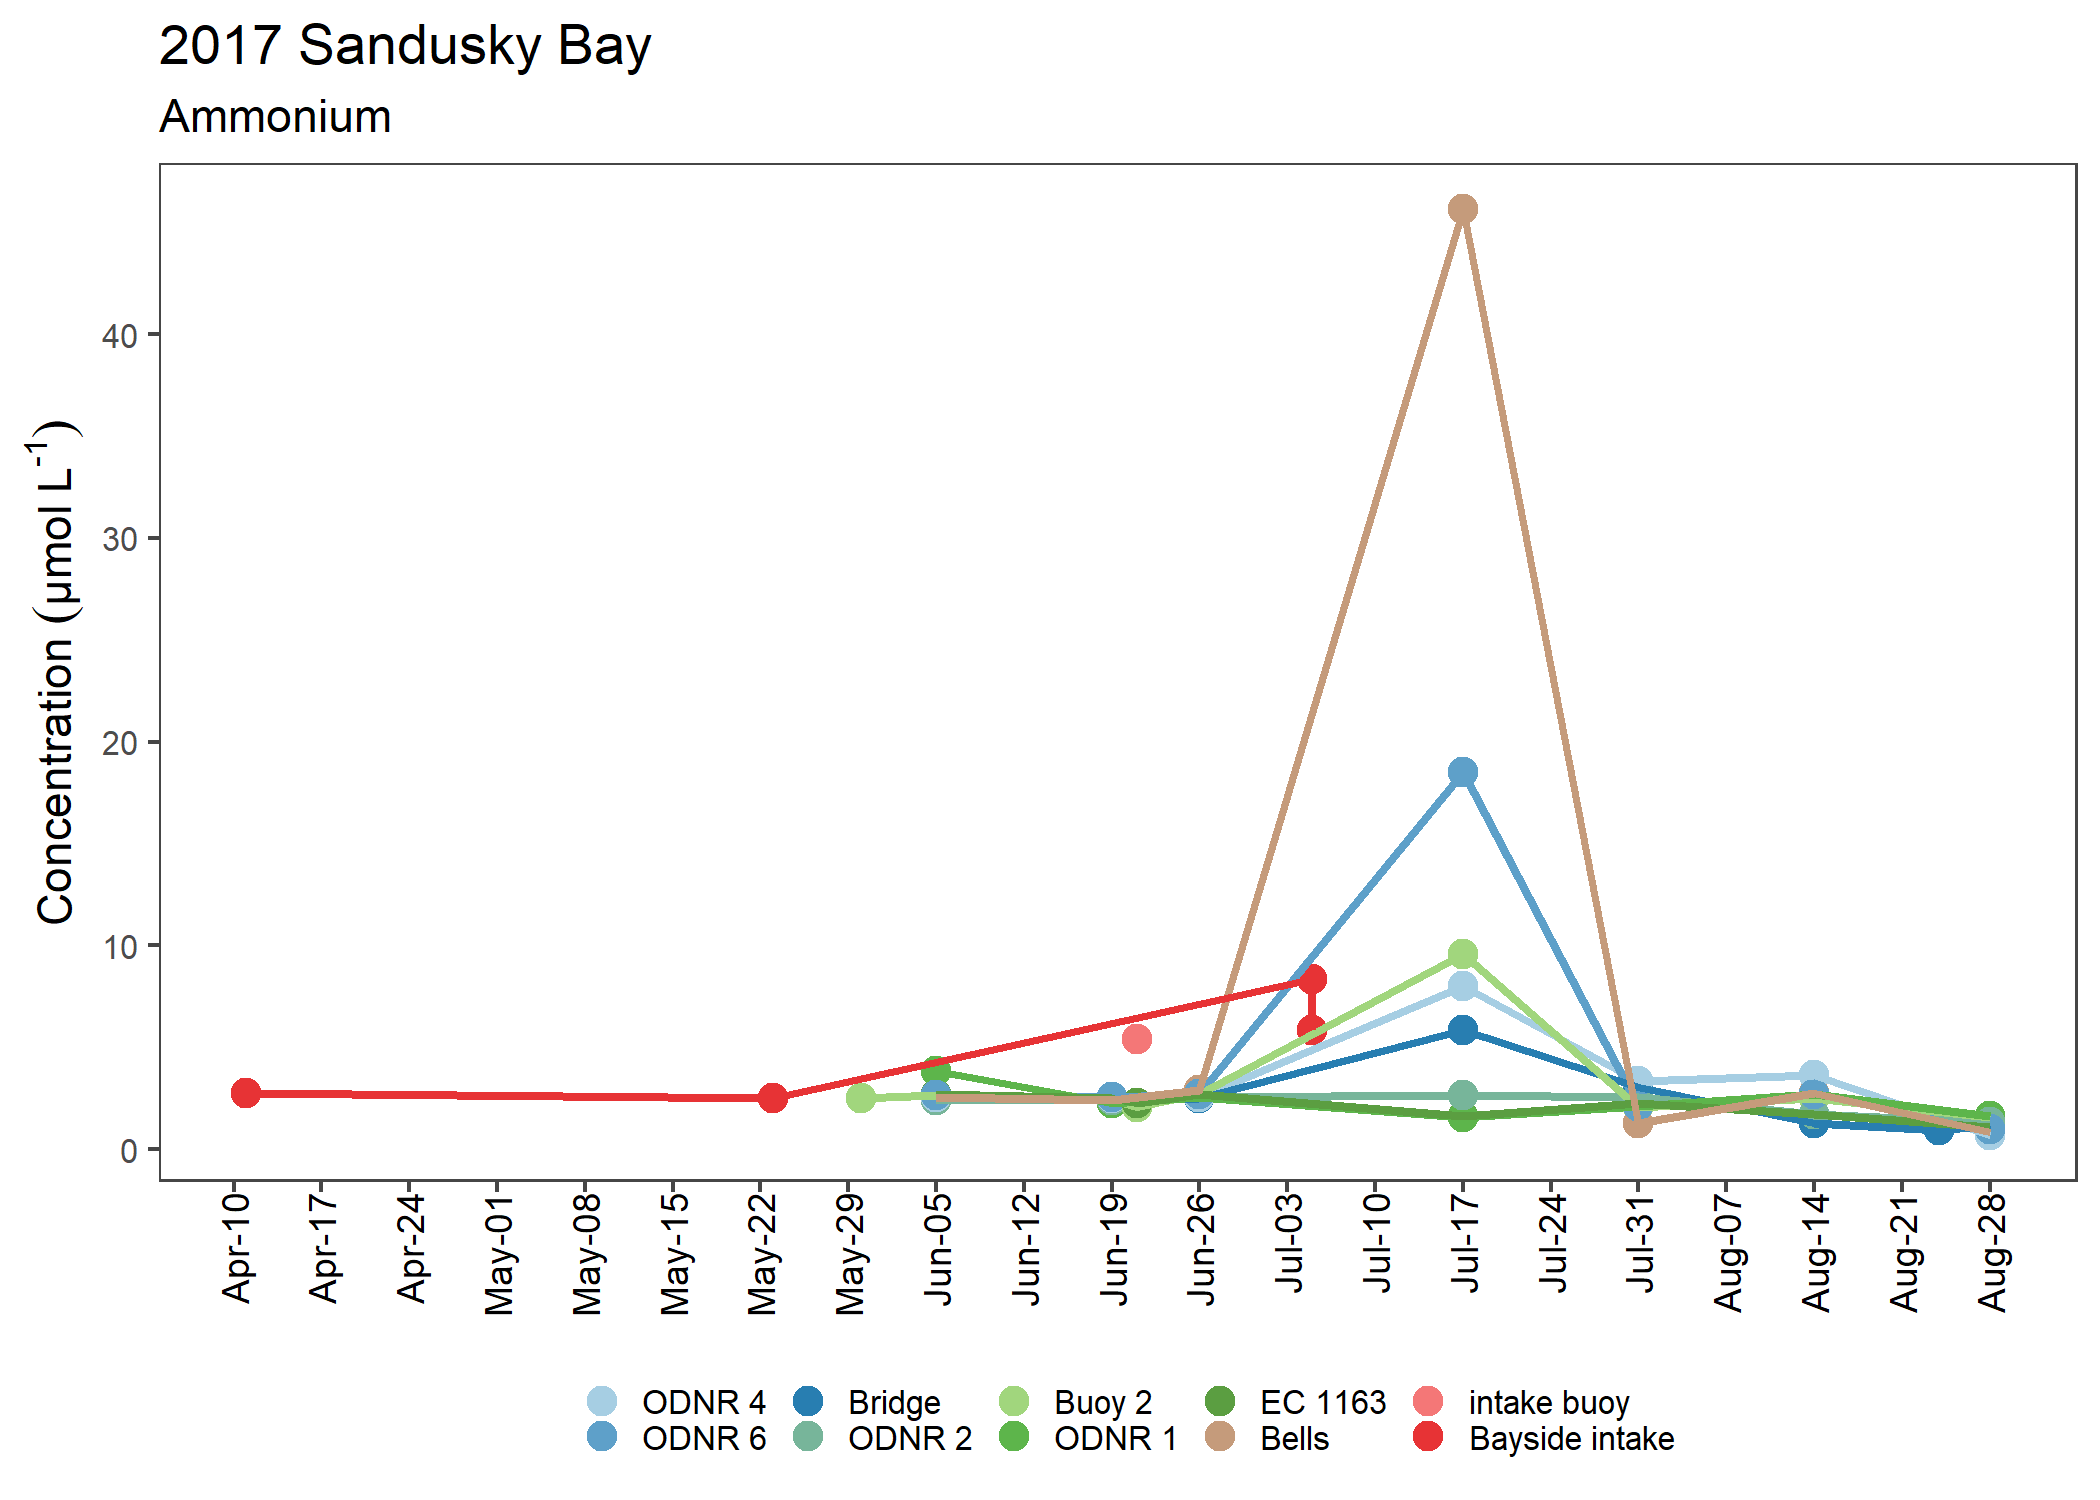 2017 Sandusky Bay
Ammonium
Concentration (µmol L⁻¹)
40
30
20
10
0
Apr-10
Apr-17
Apr-24
May-01
May-08
May-15
May-22
May-29
Jun-05
Jun-12
Jun-19
Jun-26
Jul-03
Jul-10
Jul-17
Jul-24
Jul-31
Aug-07
Aug-14
Aug-21
Aug-28
ODNR 4 Bridge Buoy 2 EC 1163 intake buoy
ODNR 6 ODNR 2 ODNR 1 Bells Bayside intake